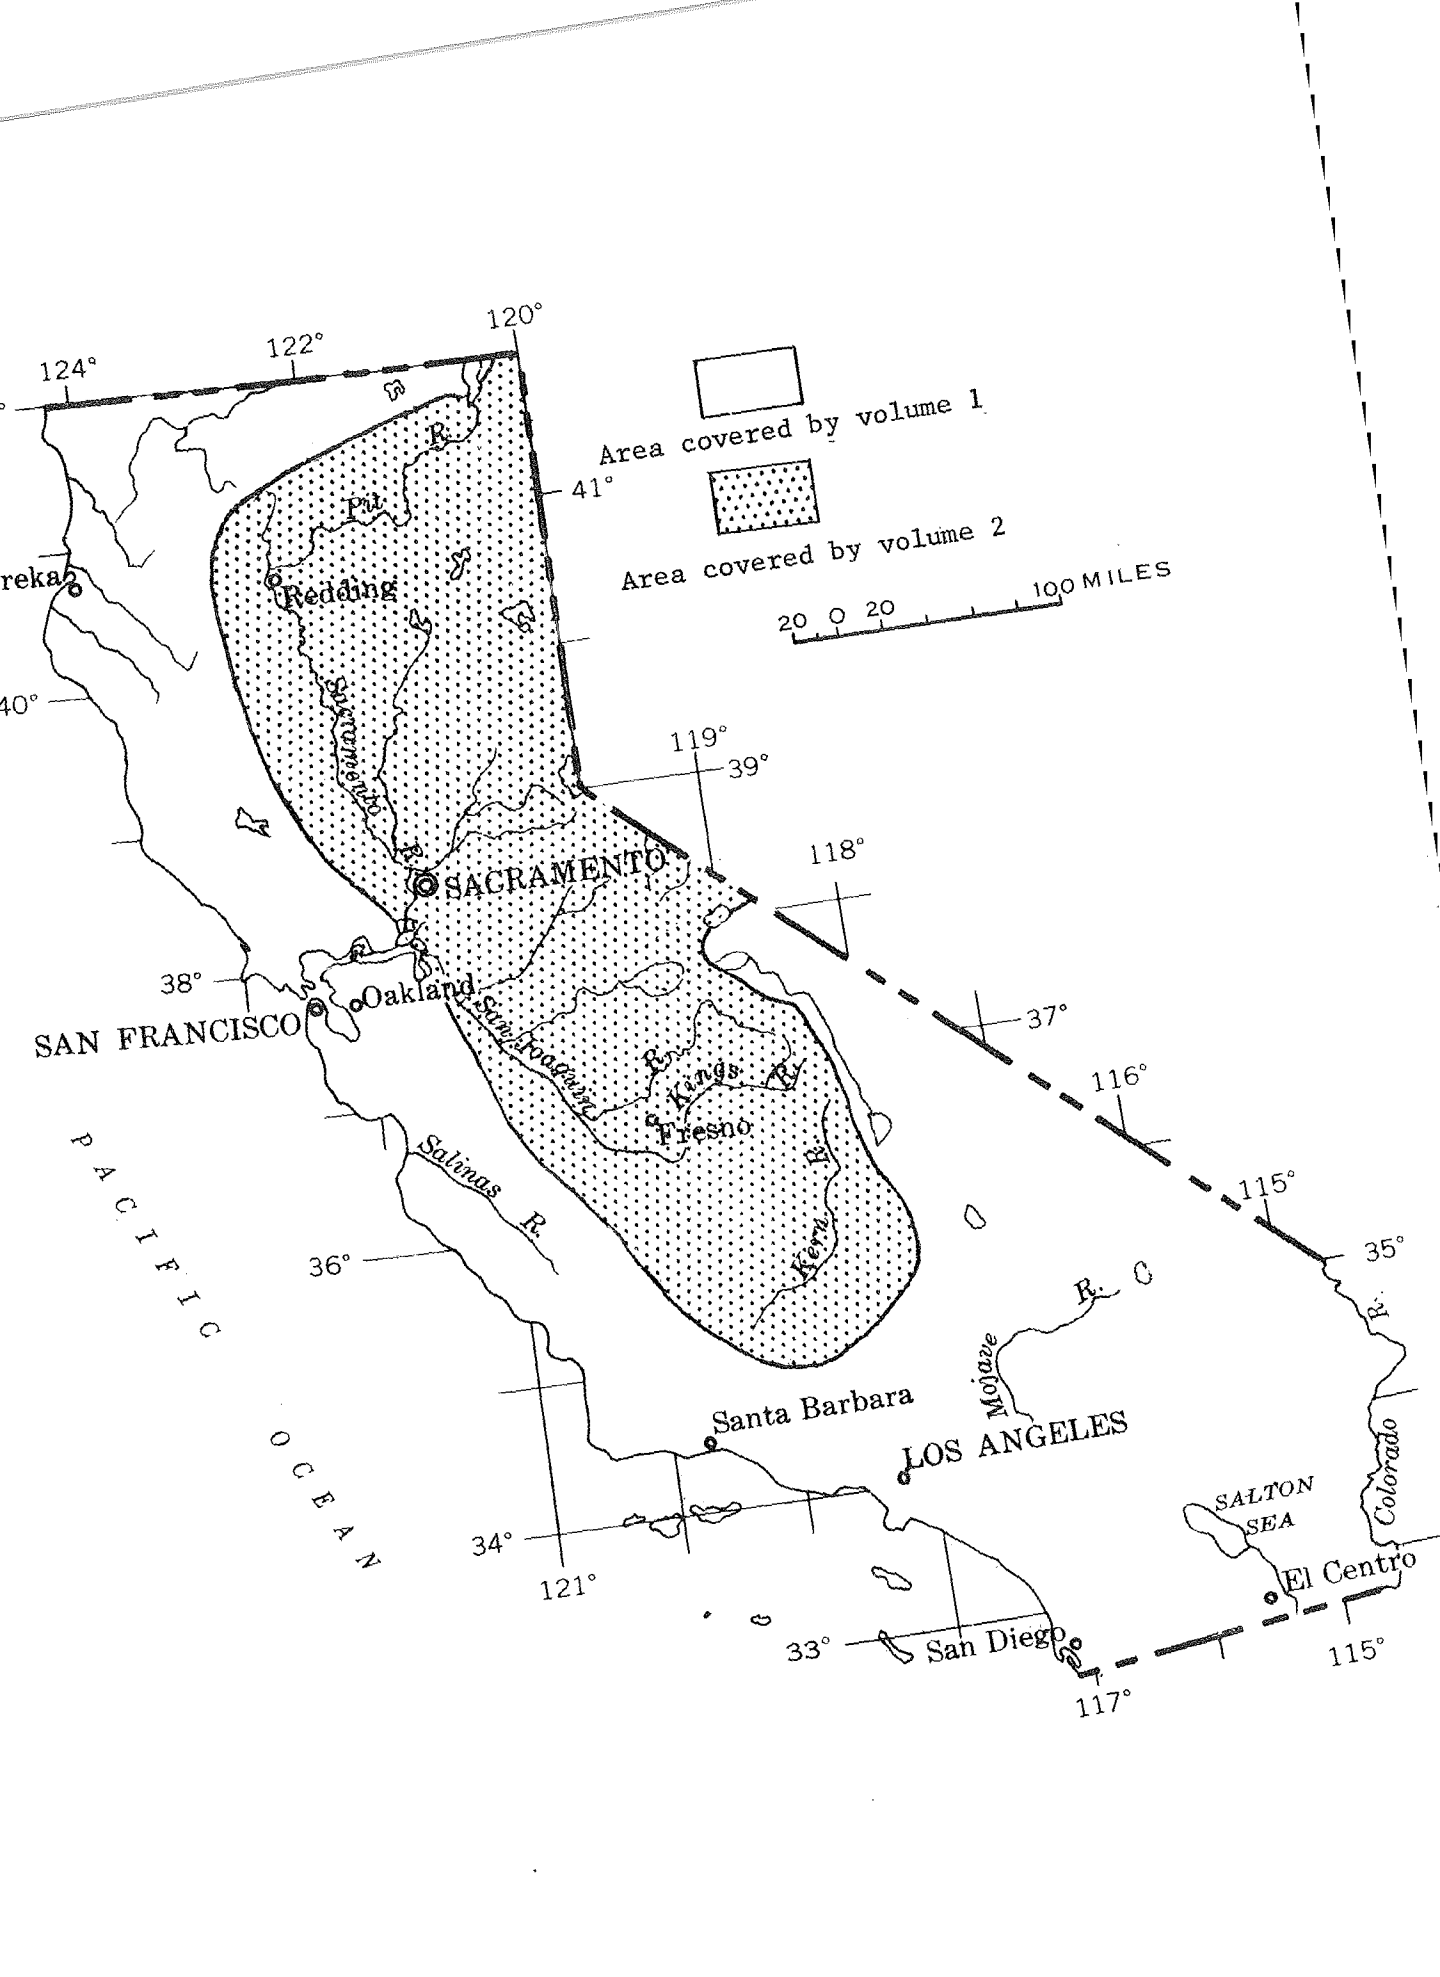 120°
122°
124°
°
Area covered by volume 1
R.
41°
Pit
Area covered by volume 2
100 MILES
20 0 20
reka
Redding
40°
Sacramento
R.
119°
39°
118°
SACRAMENTO
38°
Oakland
SAN FRANCISCO
San Joaquin
R.
37°
Kings
R.
116°
Fresno
PACIFIC
Salinas
R.
R.
Kern
115°
36°
35°
R.
R.
Mojave
Santa Barbara
LOS ANGELES
Colorado
OCEAN
SALTON
SEA
34°
El Centro
121°
33°
San Diego
115°
117°